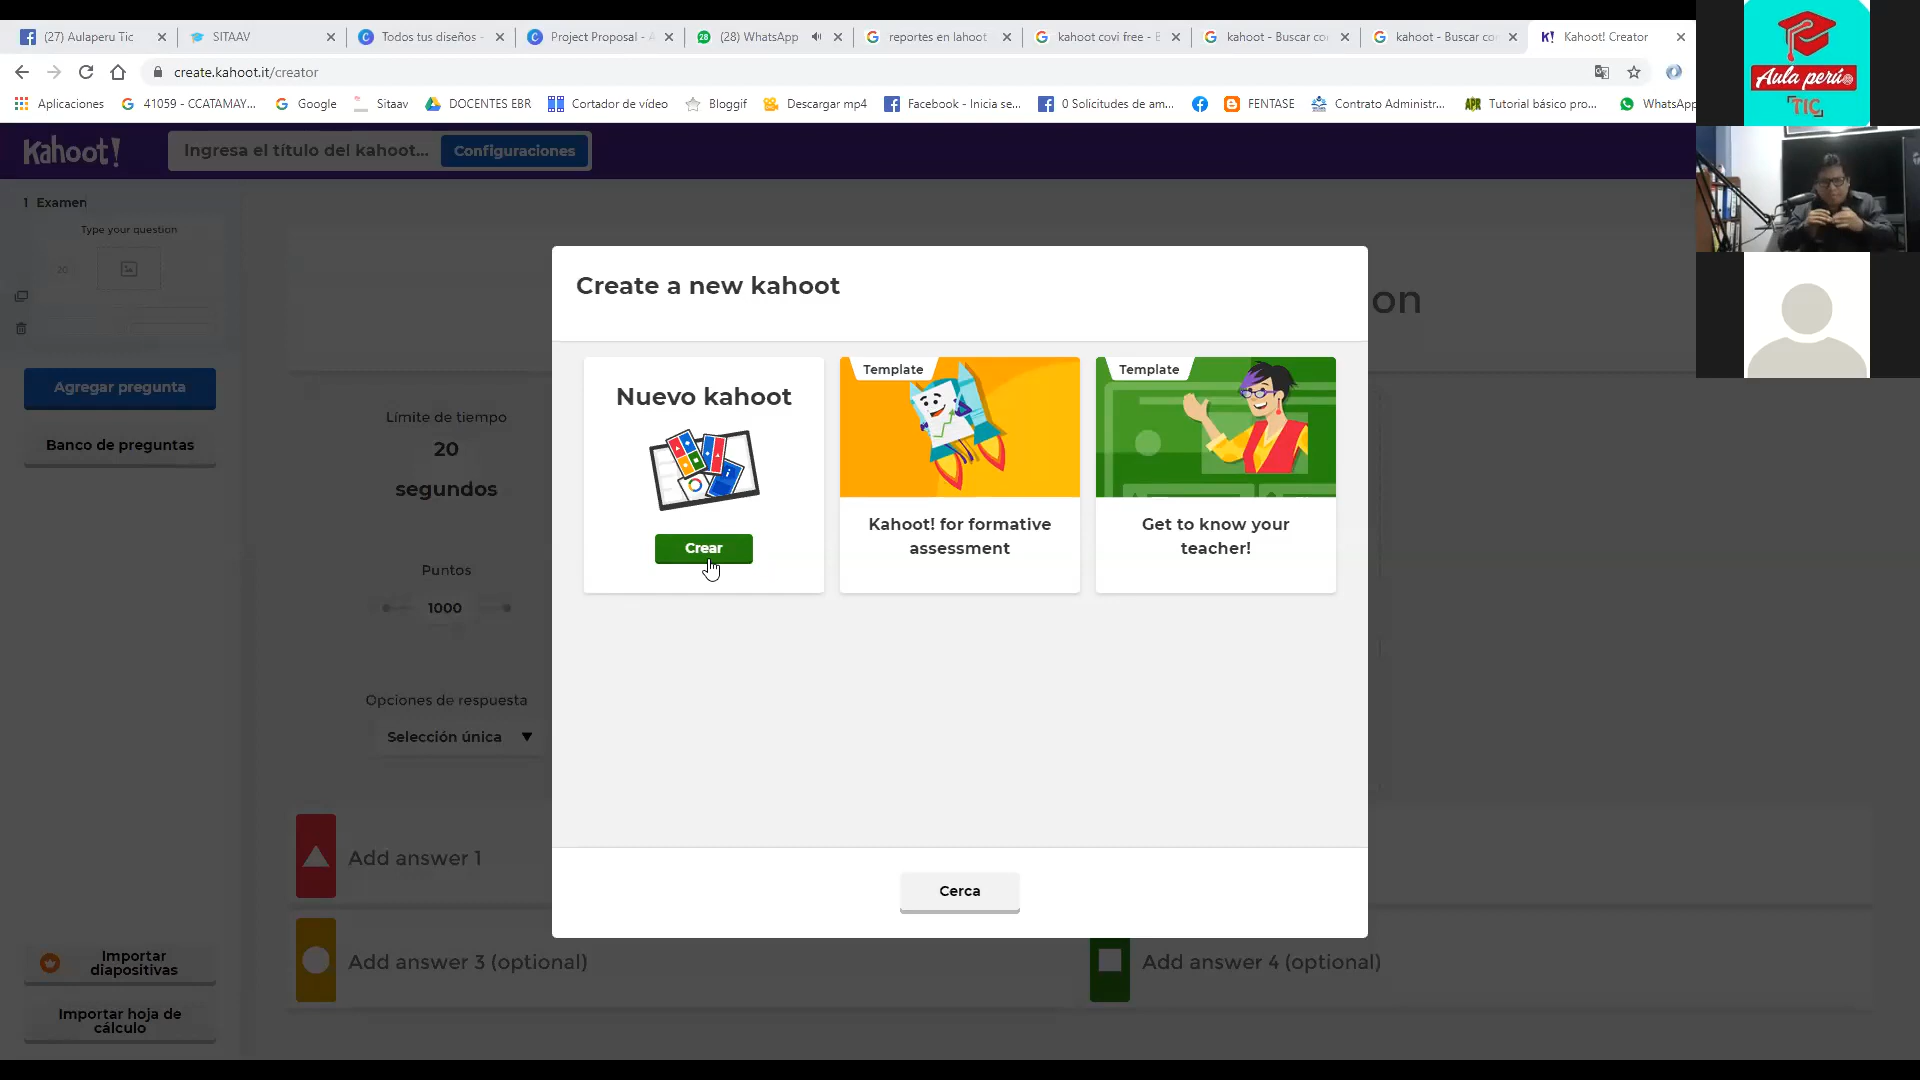 (27) Aulaperu Tic
SITAAV
Todos tus diseños -
Project Proposal - A
28
(28) WhatsApp
reportes en lahoot
kahoot covi free - B
kahoot - Buscar co
kahoot - Buscar co
K!
Kahoot! Creator
create.kahoot.it/creator
Aplicaciones
41059 - CCATAMAY...
Google
Sitaav
DOCENTES EBR
Cortador de vídeo
Bloggif
Descargar mp4
Facebook - Inicia se...
0 Solicitudes de am...
FENTASE
Contrato Administr...
Tutorial básico pro...
WhatsApp
Aula perú
TIC
Kahoot!
Ingresa el título del kahoot...
Configuraciones
1 Examen
Type your question
20
Agregar pregunta
Banco de preguntas
Importar
diapositivas
Importar hoja de
cálculo
Límite de tiempo
20
segundos
Puntos
1000
Opciones de respuesta
Selección única
on
Create a new kahoot
Nuevo kahoot
Crear
Template
Kahoot! for formative
assessment
Template
Get to know your
teacher!
Cerca
Add answer 1
Add answer 3 (optional)
Add answer 4 (optional)